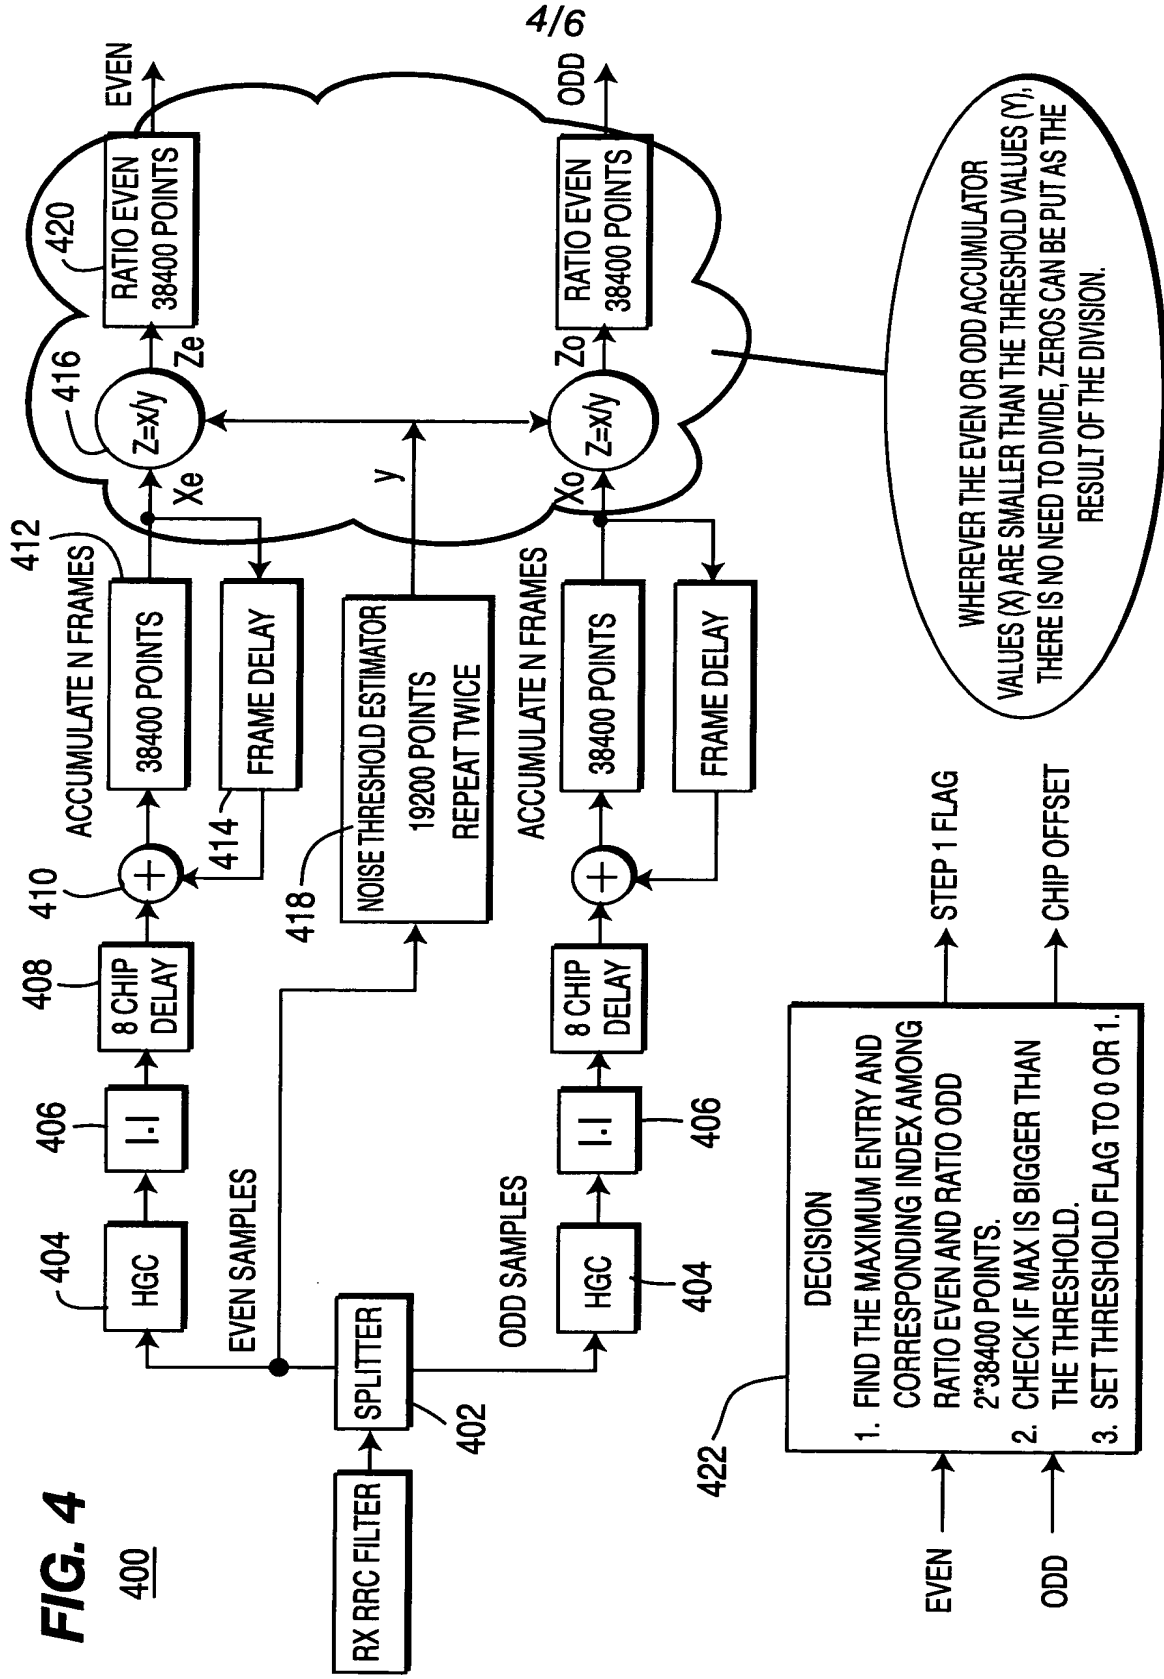 4/6
FIG. 4
400
RX RRC FILTER
SPLITTER
402
EVEN SAMPLES
ODD SAMPLES
404
HGC
406
|.|
408
8 CHIP
DELAY
410
+
ACCUMULATE N FRAMES
412
38400 POINTS
414
FRAME DELAY
Xe
416
Z=x/y
Ze
420
RATIO EVEN
38400 POINTS
EVEN
418
NOISE THRESHOLD ESTIMATOR
19200 POINTS
REPEAT TWICE
y
HGC
404
|.|
406
8 CHIP
DELAY
+
ACCUMULATE N FRAMES
38400 POINTS
FRAME DELAY
Xo
Z=x/y
Zo
RATIO EVEN
38400 POINTS
ODD
EVEN
ODD
422
DECISION
1. FIND THE MAXIMUM ENTRY AND
CORRESPONDING INDEX AMONG
RATIO EVEN AND RATIO ODD
2*38400 POINTS.
2. CHECK IF MAX IS BIGGER THAN
THE THRESHOLD.
3. SET THRESHOLD FLAG TO 0 OR 1.
STEP 1 FLAG
CHIP OFFSET
WHEREVER THE EVEN OR ODD ACCUMULATOR
VALUES (X) ARE SMALLER THAN THE THRESHOLD VALUES (Y),
THERE IS NO NEED TO DIVIDE, ZEROS CAN BE PUT AS THE
RESULT OF THE DIVISION.